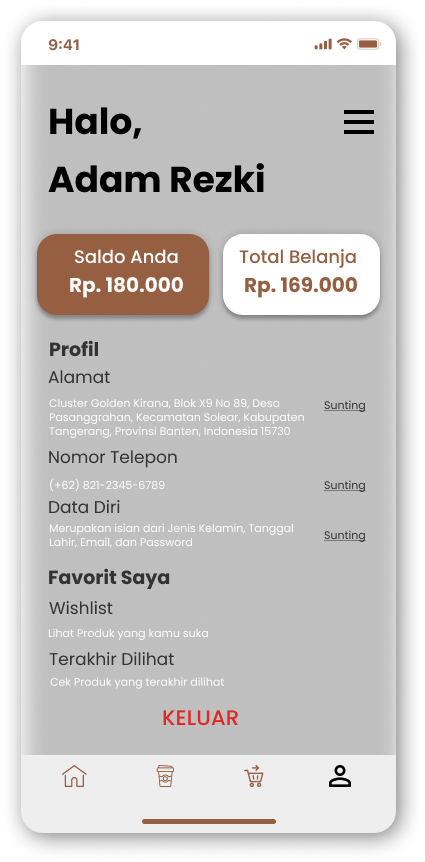 9:41
Halo,
Adam Rezki
Saldo Anda
Rp. 180.000
Total Belanja
Rp. 169.000
Profil
Alamat
Cluster Golden Kirana, Blok X9 No 89, Desa
Pasanggrahan, Kecamatan Solear, Kabupaten
Tangerang, Provinsi Banten, Indonesia 15730
Sunting
Nomor Telepon
(+62) 821-2345-6789
Sunting
Data Diri
Merupakan isian dari Jenis Kelamin, Tanggal
Lahir, Email, dan Password
Sunting
Favorit Saya
Wishlist
Lihat Produk yang kamu suka
Terakhir Dilihat
Cek Produk yang terakhir dilihat
KELUAR